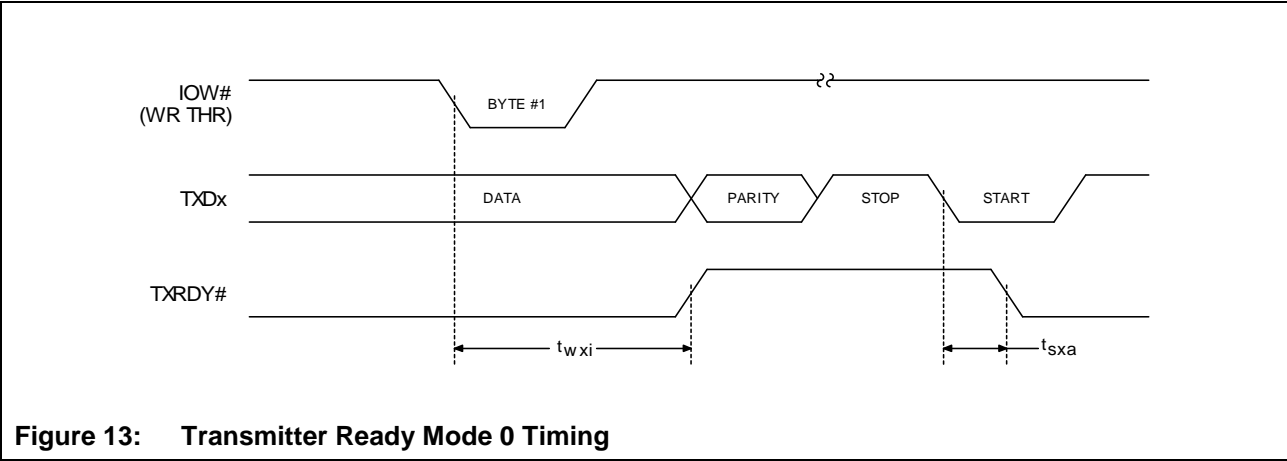 IOW#
(WR THR)
BYTE #1
TXDx
DATA
PARITY
STOP
START
TXRDY#
twxi
tsxa
Figure 13: Transmitter Ready Mode 0 Timing